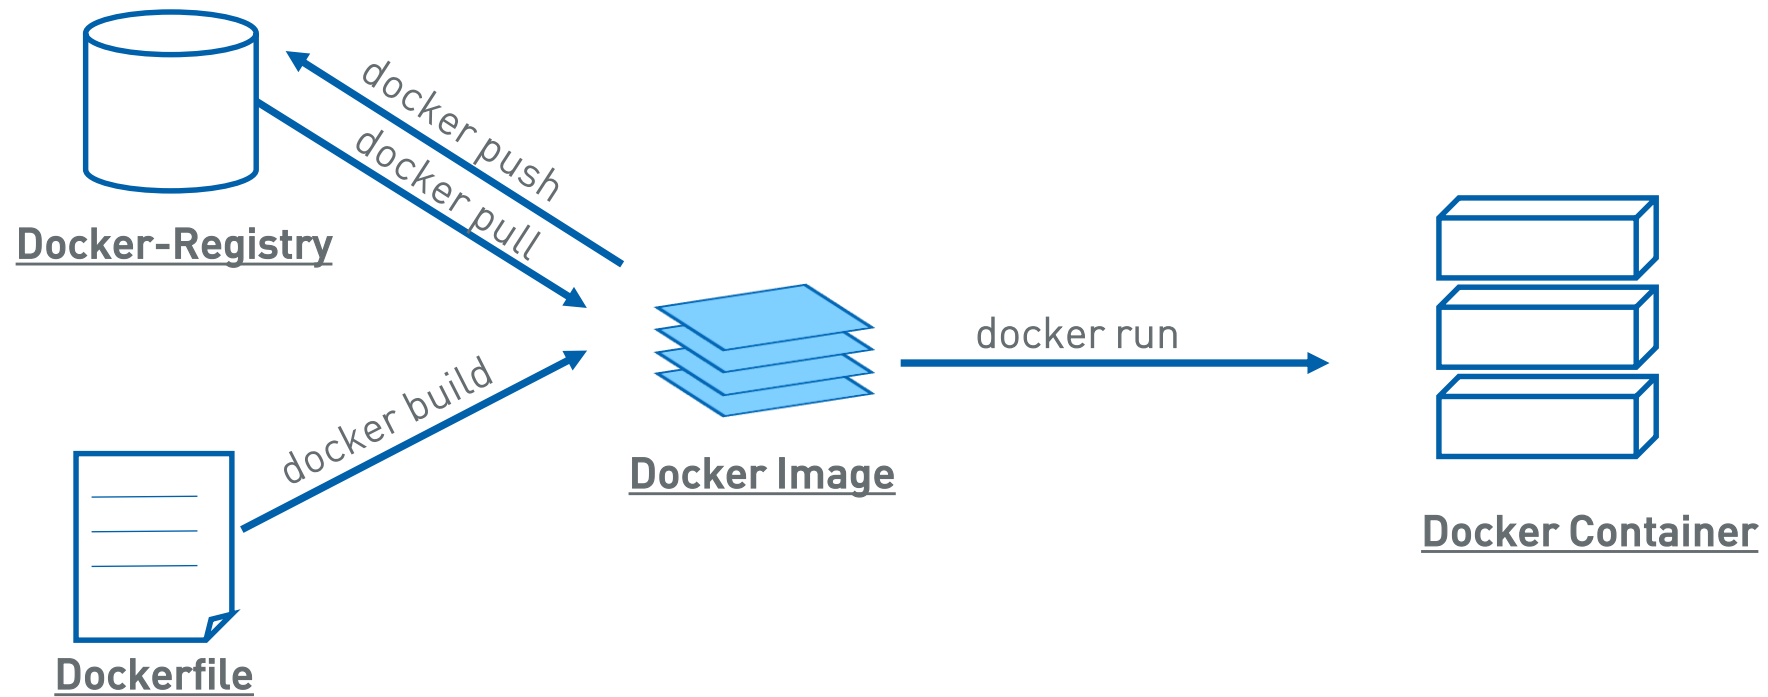 docker push
docker pull
Docker-Registry
docker run
docker build
Docker Image
Docker Container
Dockerfile